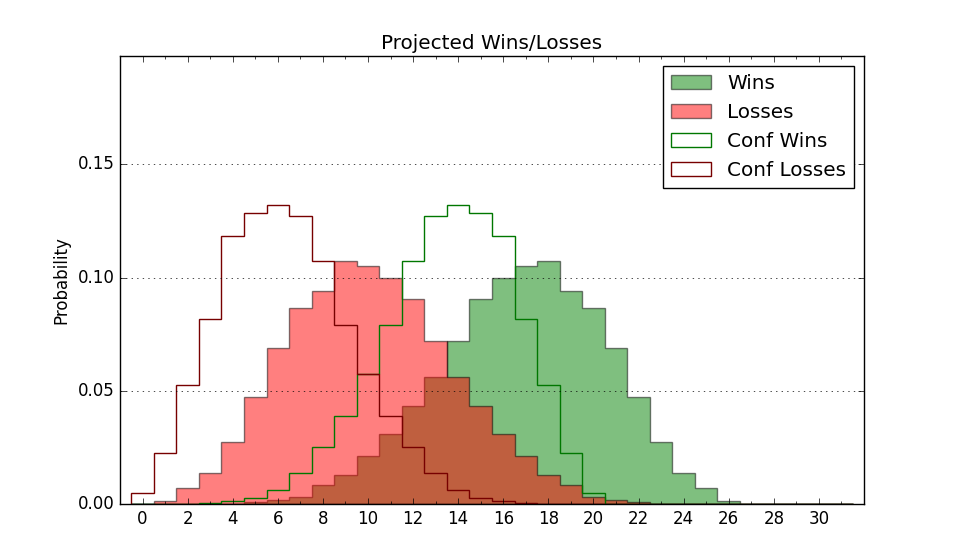 Projected Wins/Losses
Wins
Losses
Conf Wins
Conf Losses
Probability
0.15
0.10
0.05
0.00
0 2 4 6 8 10 12 14 16 18 20 22 24 26 28 30